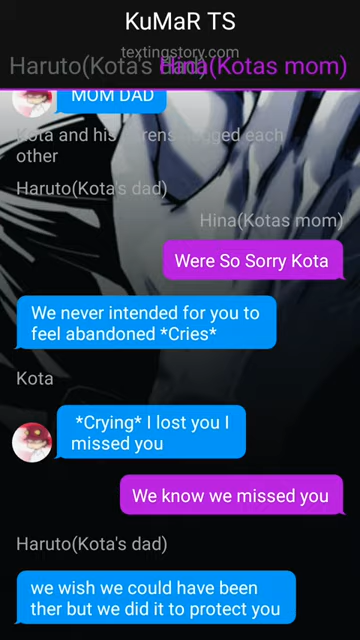 KuMaR TS
textingstory.com
Haruto(Kota's dad)
Hina(Kotas mom)
MOM DAD
Kota and his parens hugged each
other
Haruto(Kota's dad)
Hina(Kotas mom)
Were So Sorry Kota
We never intended for you to
feel abandoned *Cries*
Kota
*Crying* I lost you I
missed you
We know we missed you
Haruto(Kota's dad)
we wish we could have been
ther but we did it to protect you